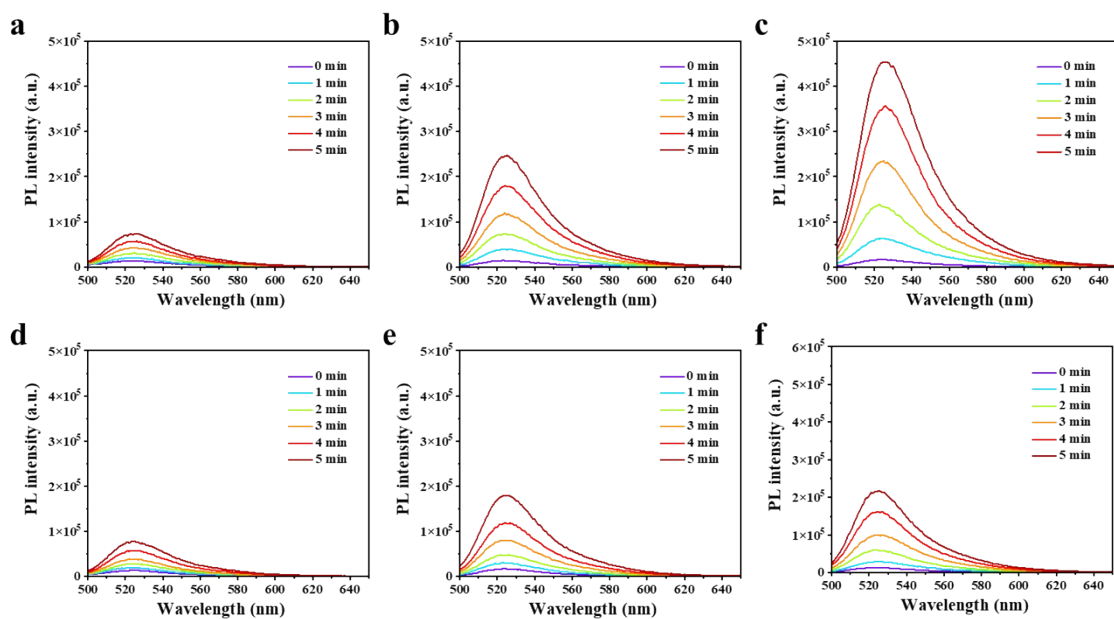 a
5×10⁵
4×10⁵
3×10⁵
2×10⁵
1×10⁵
0
PL intensity (a.u.)
0 min
1 min
2 min
3 min
4 min
5 min
500 520 540 560 580 600 620 640
Wavelength (nm)
b
5×10⁵
4×10⁵
3×10⁵
2×10⁵
1×10⁵
0
PL intensity (a.u.)
0 min
1 min
2 min
3 min
4 min
5 min
500 520 540 560 580 600 620 640
Wavelength (nm)
c
5×10⁵
4×10⁵
3×10⁵
2×10⁵
1×10⁵
0
PL intensity (a.u.)
0 min
1 min
2 min
3 min
4 min
5 min
500 520 540 560 580 600 620 640
Wavelength (nm)
d
5×10⁵
4×10⁵
3×10⁵
2×10⁵
1×10⁵
0
PL intensity (a.u.)
0 min
1 min
2 min
3 min
4 min
5 min
500 520 540 560 580 600 620 640
Wavelength (nm)
e
5×10⁵
4×10⁵
3×10⁵
2×10⁵
1×10⁵
0
PL intensity (a.u.)
0 min
1 min
2 min
3 min
4 min
5 min
500 520 540 560 580 600 620 640
Wavelength (nm)
f
6×10⁵
5×10⁵
4×10⁵
3×10⁵
2×10⁵
1×10⁵
0
PL intensity (a.u.)
0 min
1 min
2 min
3 min
4 min
5 min
500 520 540 560 580 600 620 640
Wavelength (nm)